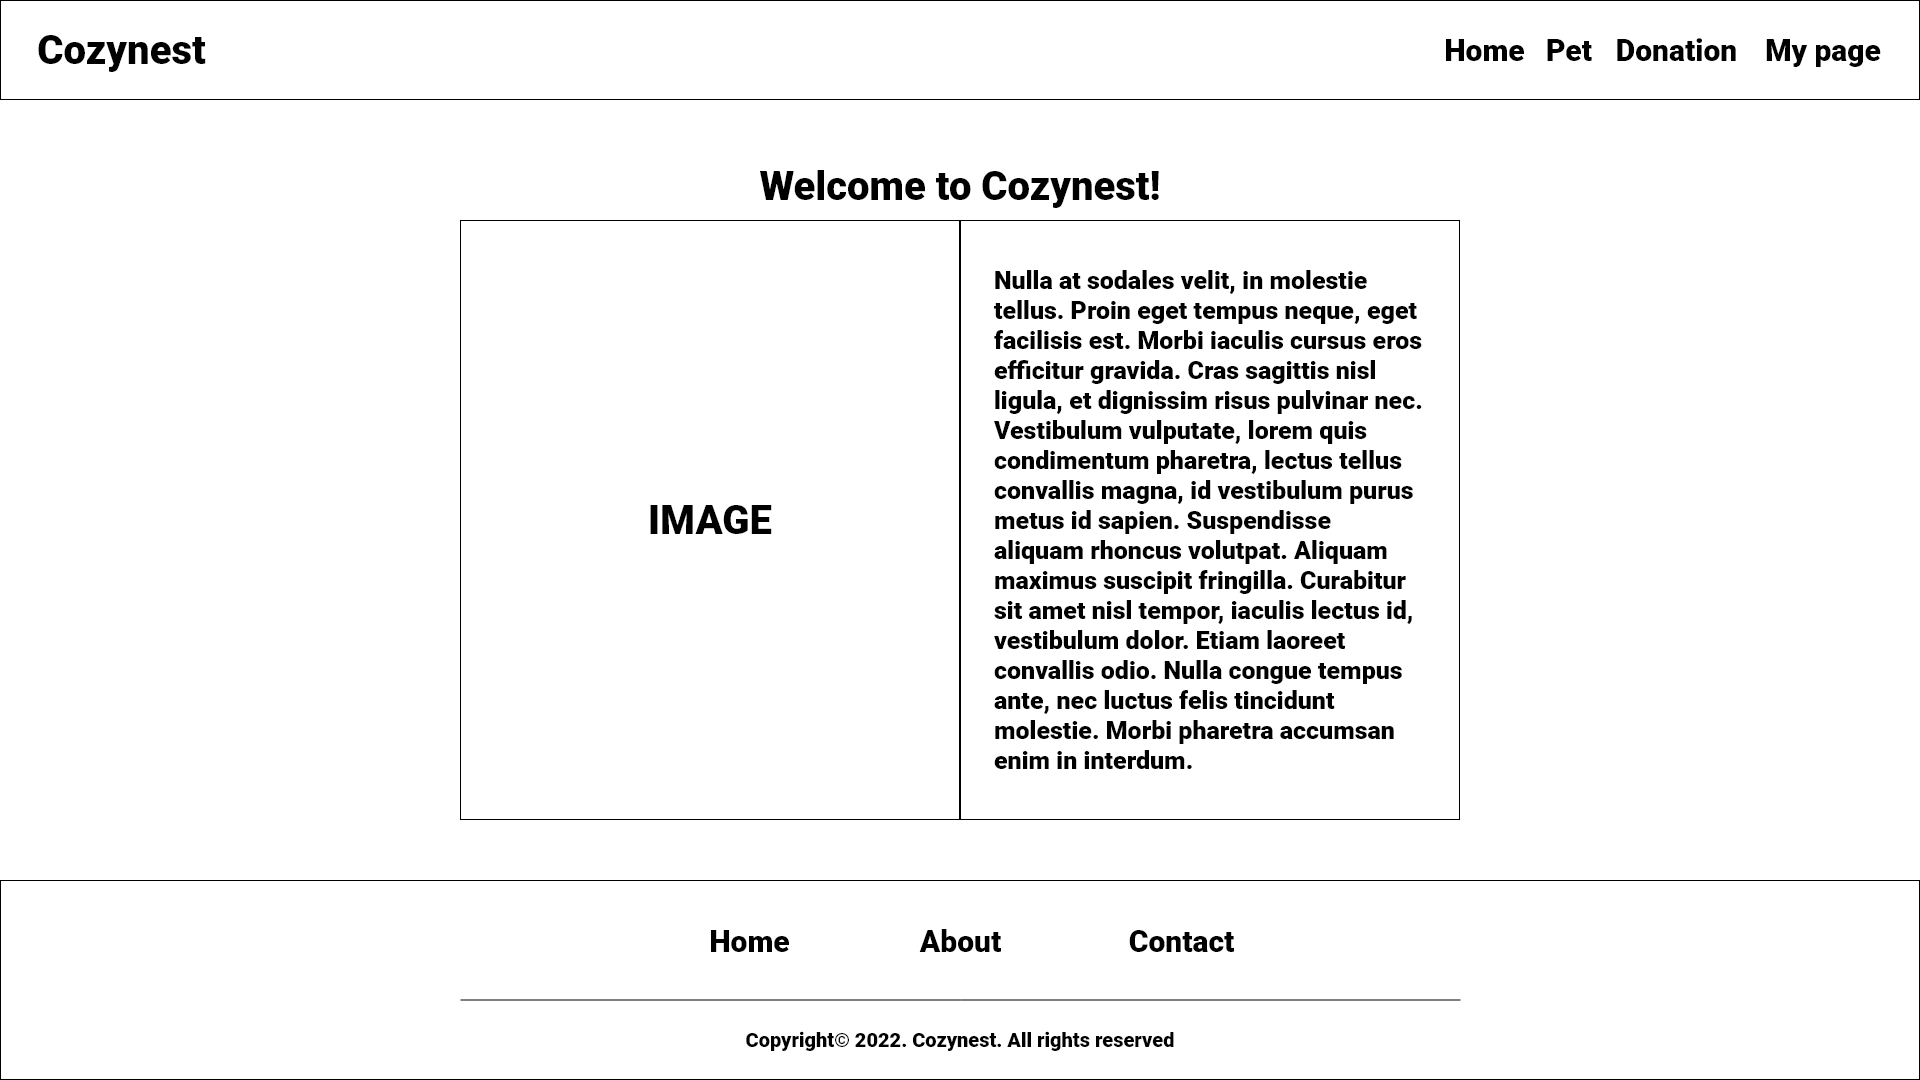 Cozynest
Home Pet Donation My page
Welcome to Cozynest!
IMAGE
Nulla at sodales velit, in molestie
tellus. Proin eget tempus neque, eget
facilisis est. Morbi iaculis cursus eros
efficitur gravida. Cras sagittis nisl
ligula, et dignissim risus pulvinar nec.
Vestibulum vulputate, lorem quis
condimentum pharetra, lectus tellus
convallis magna, id vestibulum purus
metus id sapien. Suspendisse
aliquam rhoncus volutpat. Aliquam
maximus suscipit fringilla. Curabitur
sit amet nisl tempor, iaculis lectus id,
vestibulum dolor. Etiam laoreet
convallis odio. Nulla congue tempus
ante, nec luctus felis tincidunt
molestie. Morbi pharetra accumsan
enim in interdum.
Home About Contact
Copyright© 2022. Cozynest. All rights reserved